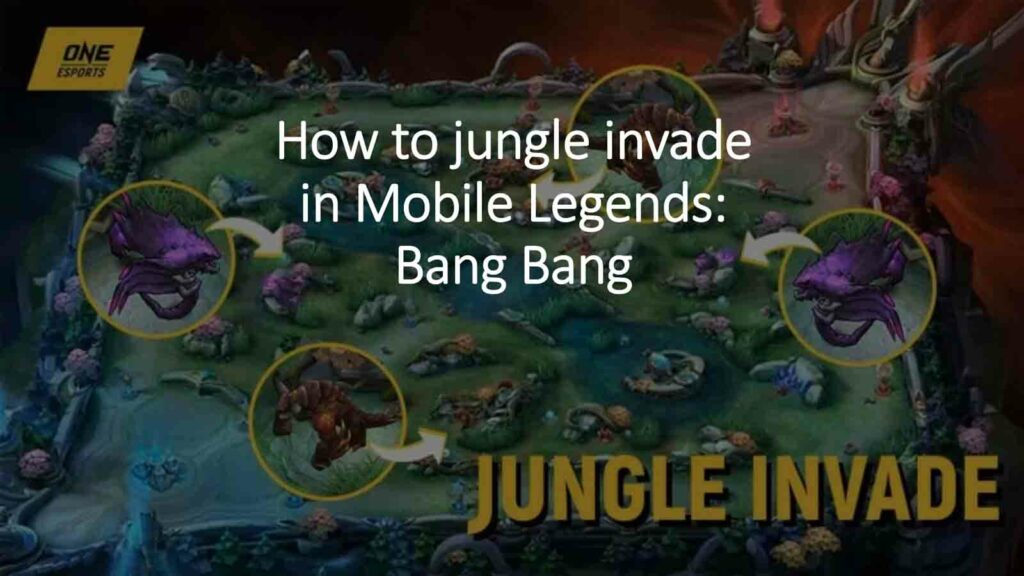 ONE
ESPORTS
How to jungle invade
in Mobile Legends:
Bang Bang
JUNGLE INVADE